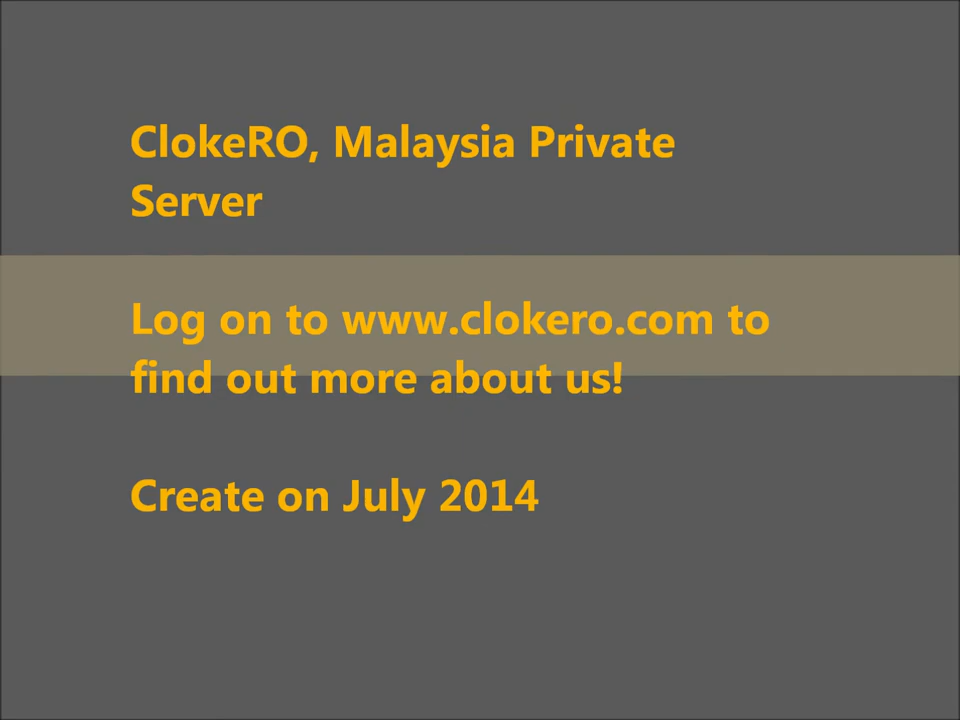 ClokeRO, Malaysia Private
Server
Log on to www.clokero.com to
find out more about us!
Create on July 2014